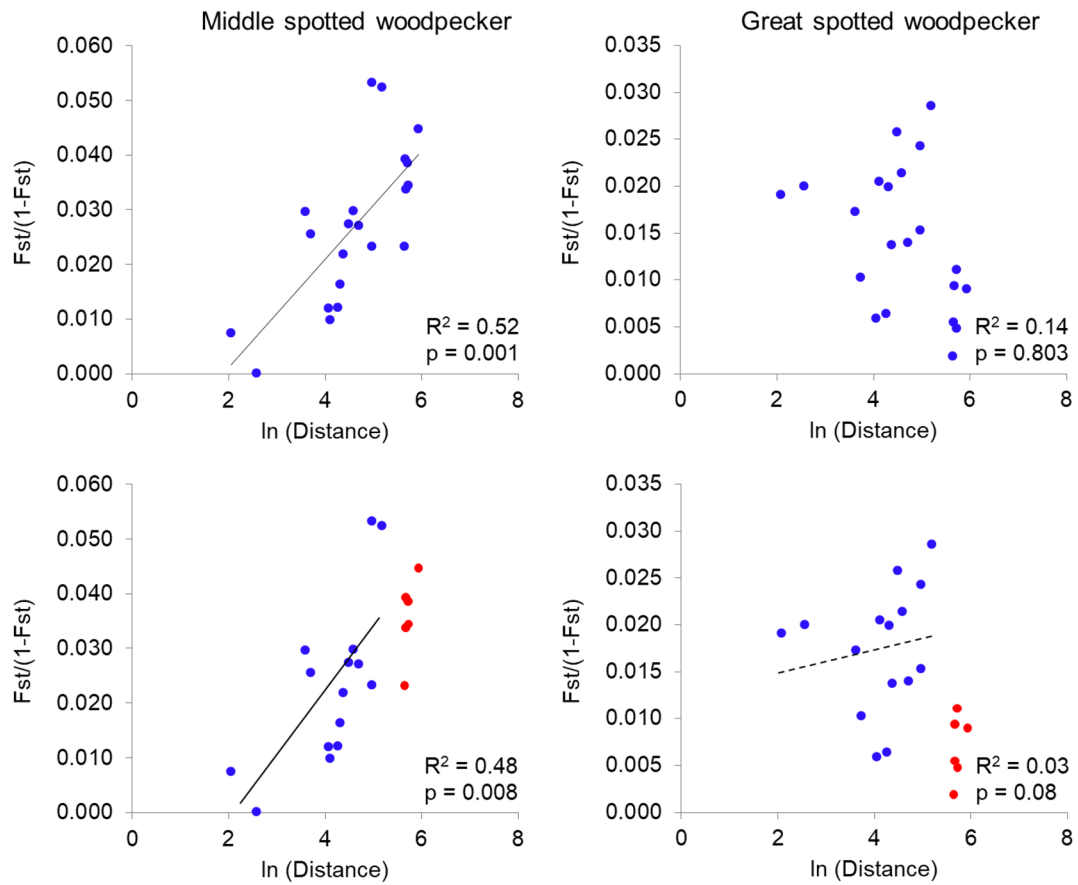 Middle spotted woodpecker
Fst/(1-Fst)
0.060
0.050
0.040
0.030
0.020
0.010
0.000
R² = 0.52
p = 0.001
0 2 4 6 8
ln (Distance)
Great spotted woodpecker
Fst/(1-Fst)
0.035
0.030
0.025
0.020
0.015
0.010
0.005
0.000
R² = 0.14
p = 0.803
0 2 4 6 8
ln (Distance)
Fst/(1-Fst)
0.060
0.050
0.040
0.030
0.020
0.010
0.000
R² = 0.48
p = 0.008
0 2 4 6 8
ln (Distance)
Fst/(1-Fst)
0.035
0.030
0.025
0.020
0.015
0.010
0.005
0.000
R² = 0.03
p = 0.08
0 2 4 6 8
ln (Distance)